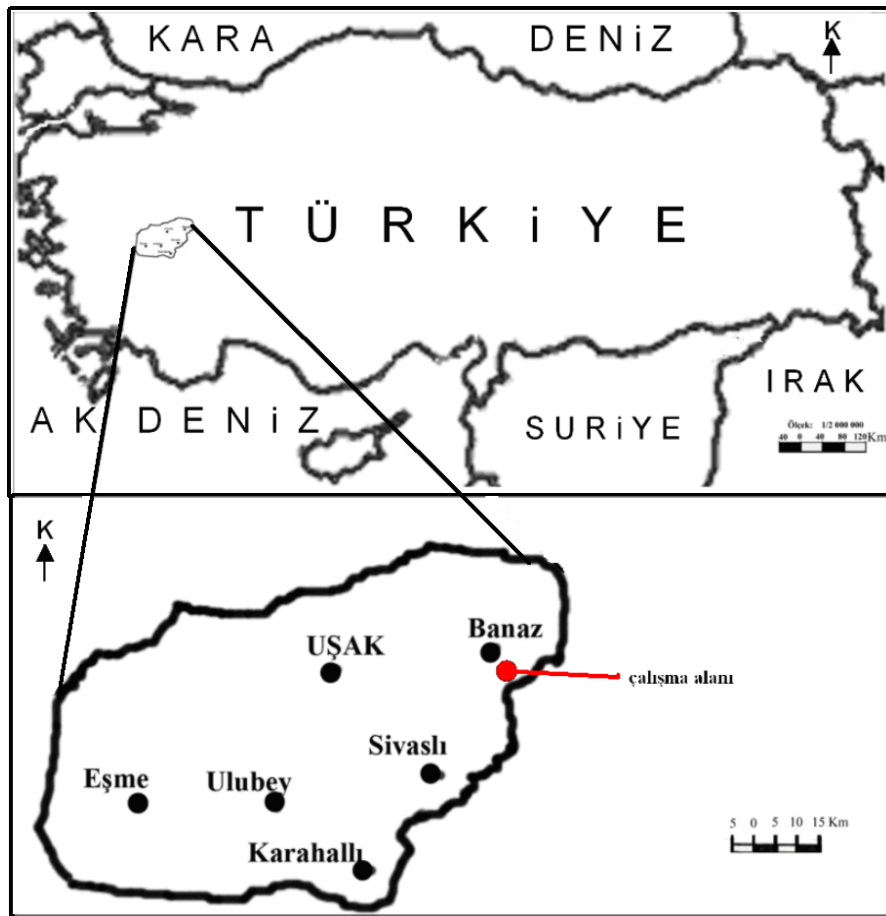 KARA DENiZ
K
TÜRKiYE
AK DENiZ
SURiYE
IRAK
Ölçek: 1/2 000 000
40 0 40 80 120 Km
K
Banaz
UŞAK
çalışma alanı
Sivaslı
Eşme
Ulubey
Karahallı
5 0 5 10 15 Km